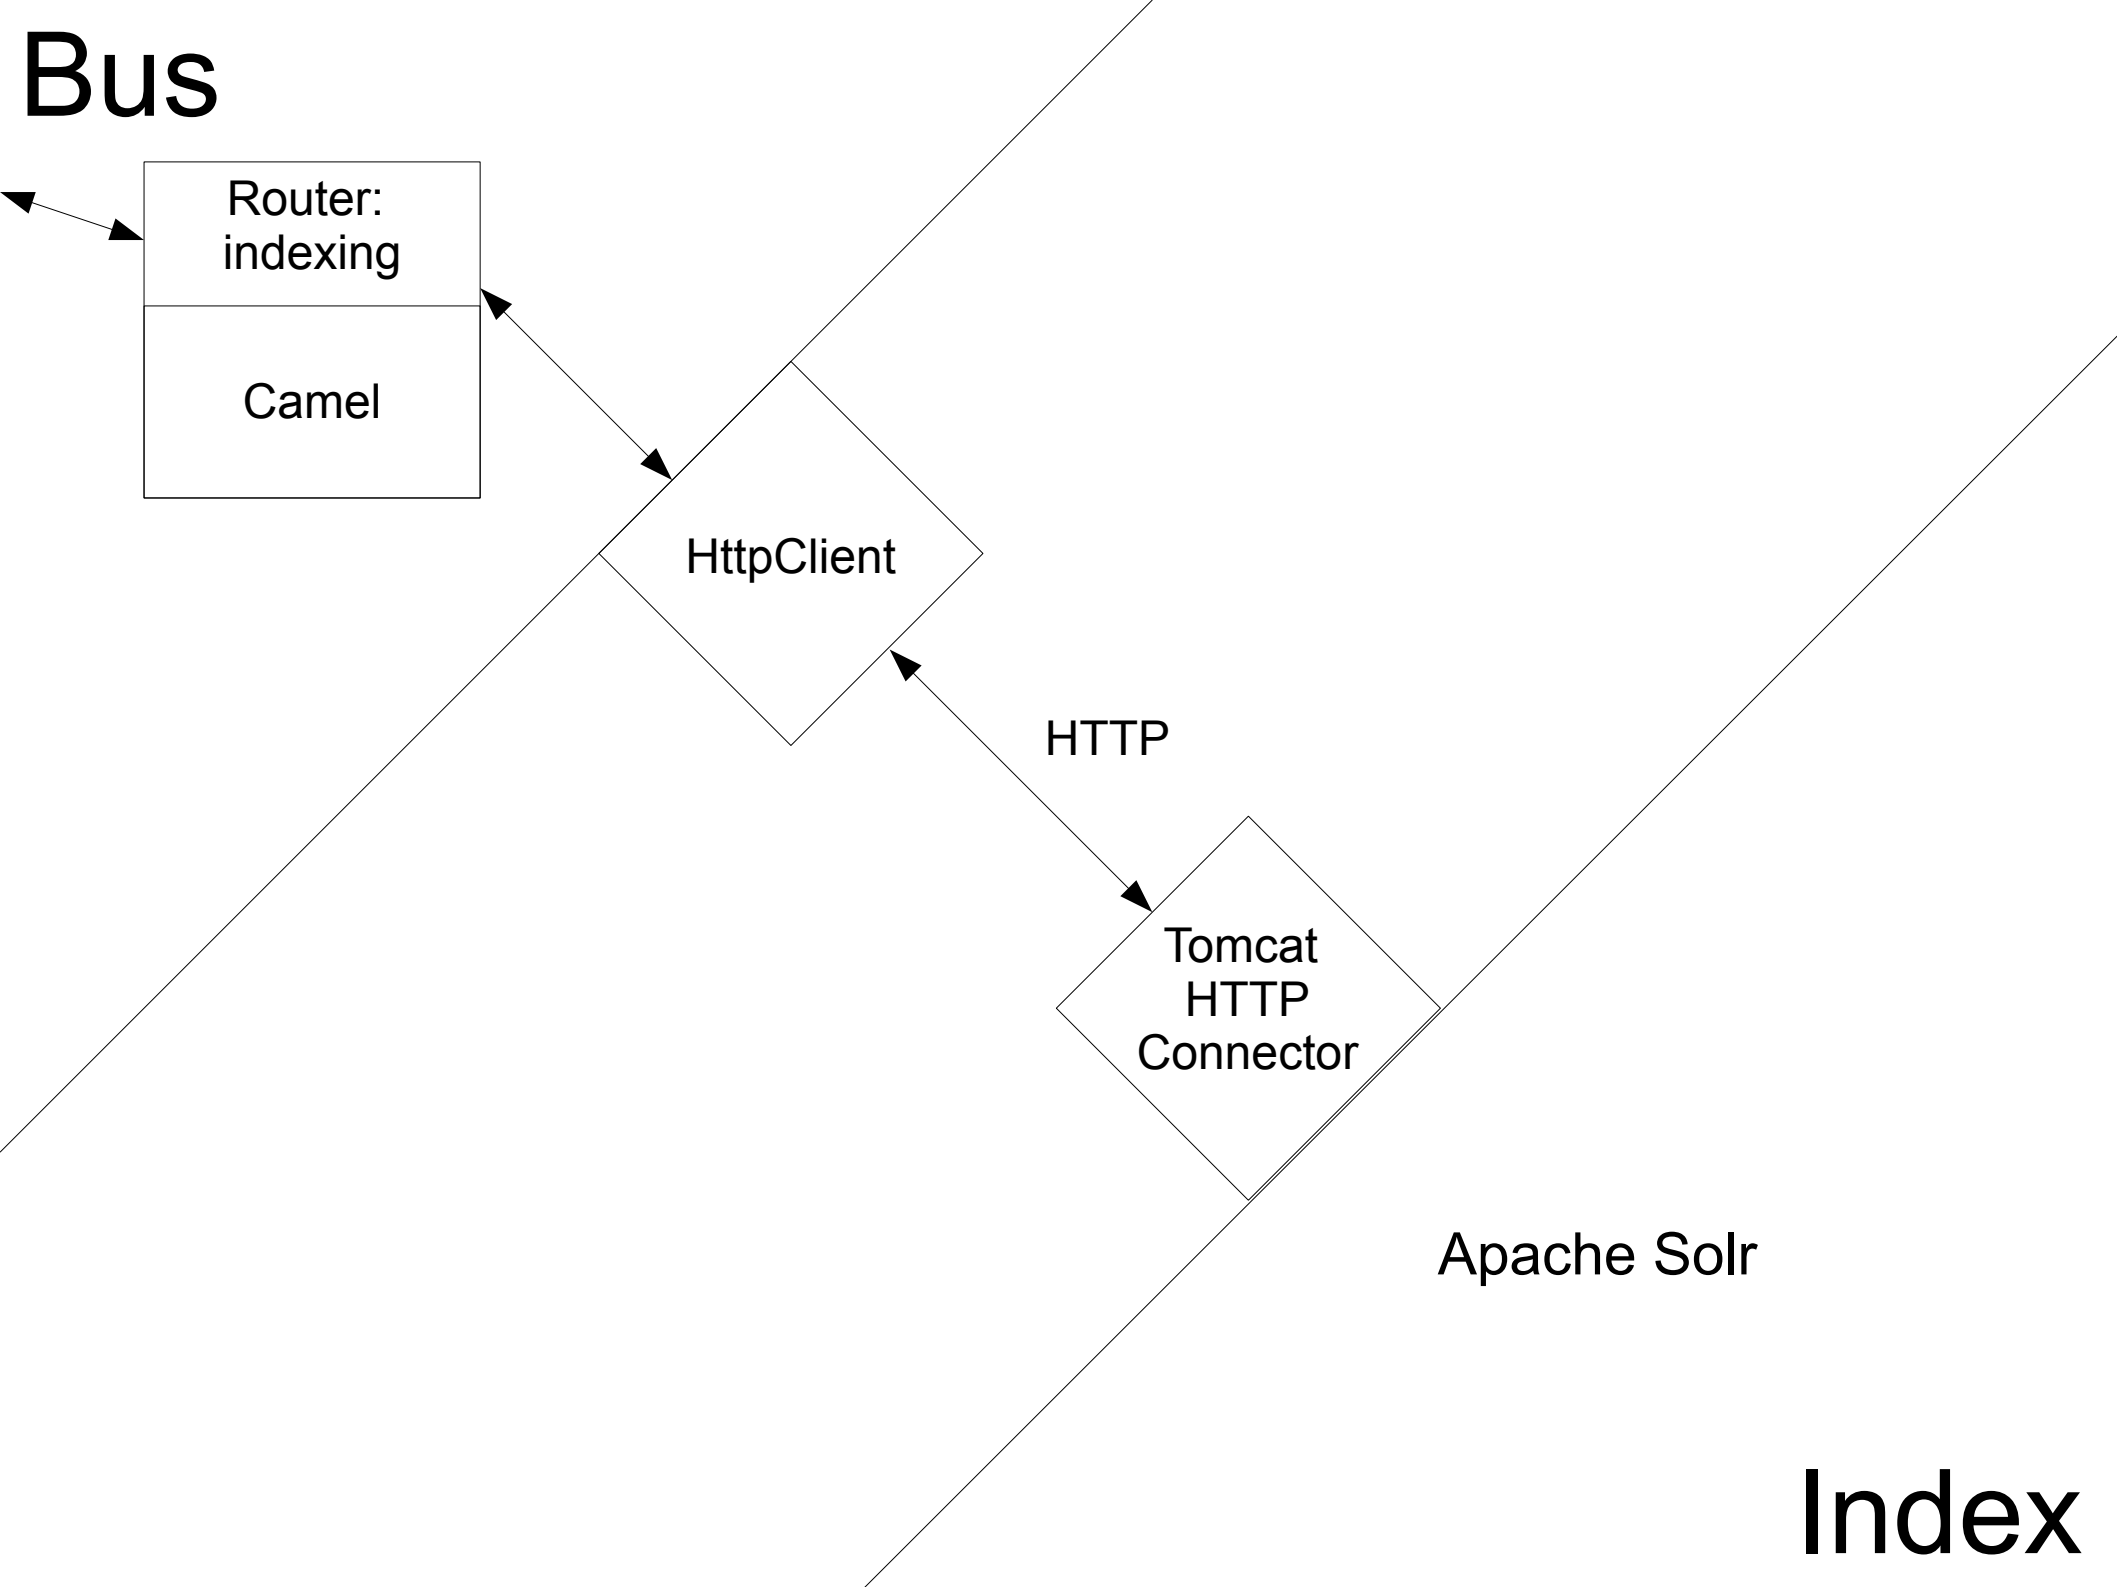 Bus
Router:
indexing
Camel
HttpClient
HTTP
Tomcat
HTTP
Connector
Apache Solr
Index